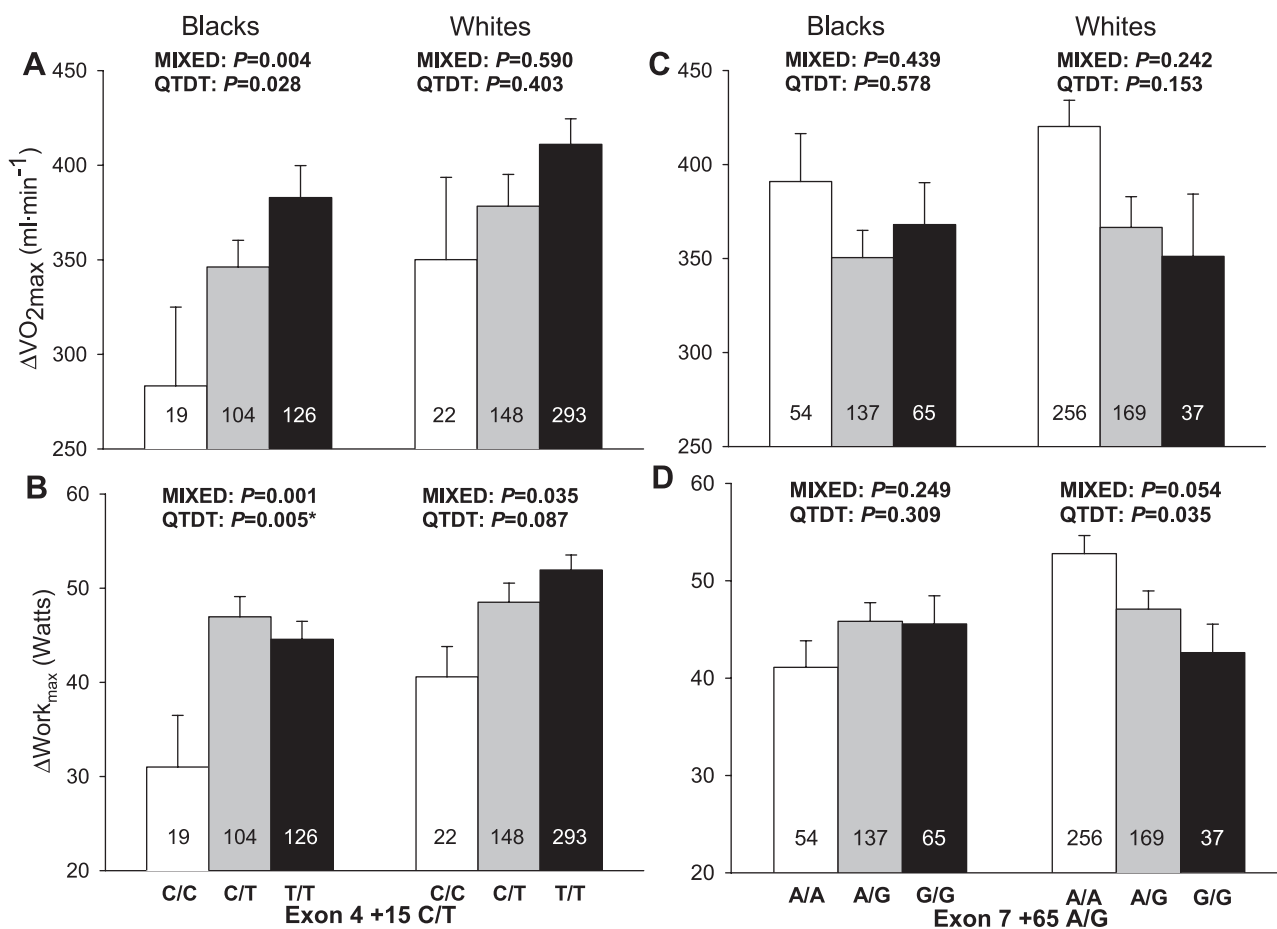 Blacks Whites Blacks Whites
A MIXED: P=0.004 MIXED: P=0.590 C MIXED: P=0.439 MIXED: P=0.242
QTDT: P=0.028 QTDT: P=0.403 QTDT: P=0.578 QTDT: P=0.153
450
400
350
300
250
ΔVO2max (ml·min-1)
19 104 126 22 148 293
450
400
350
300
250
54 137 65 256 169 37
B MIXED: P=0.001 MIXED: P=0.035 D MIXED: P=0.249 MIXED: P=0.054
QTDT: P=0.005* QTDT: P=0.087 QTDT: P=0.309 QTDT: P=0.035
60
50
40
30
20
ΔWorkmax (Watts)
19 104 126 22 148 293
C/C C/T T/T C/C C/T T/T
Exon 4 +15 C/T
60
50
40
30
20
54 137 65 256 169 37
A/A A/G G/G A/A A/G G/G
Exon 7 +65 A/G